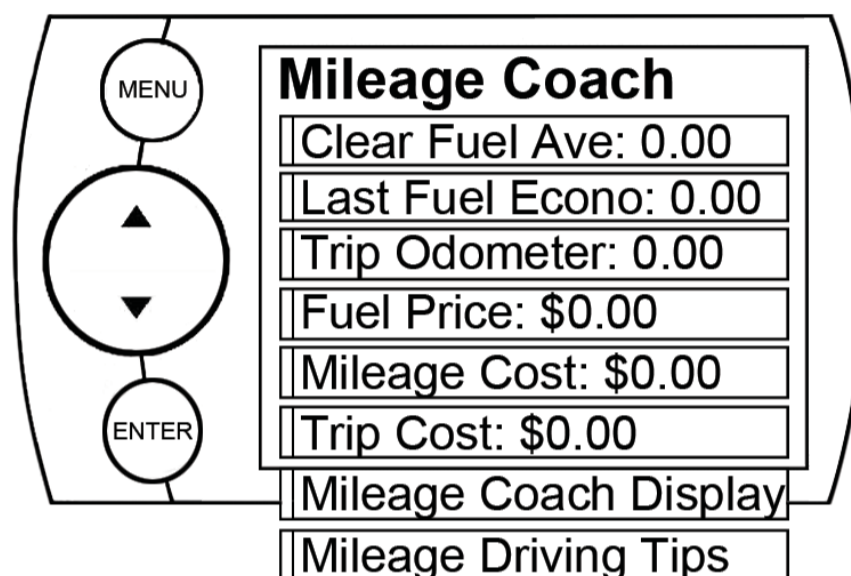 MENU
Mileage Coach
Clear Fuel Ave: 0.00
Last Fuel Econo: 0.00
Trip Odometer: 0.00
Fuel Price: $0.00
Mileage Cost: $0.00
ENTER
Trip Cost: $0.00
Mileage Coach Display
Mileage Driving Tips